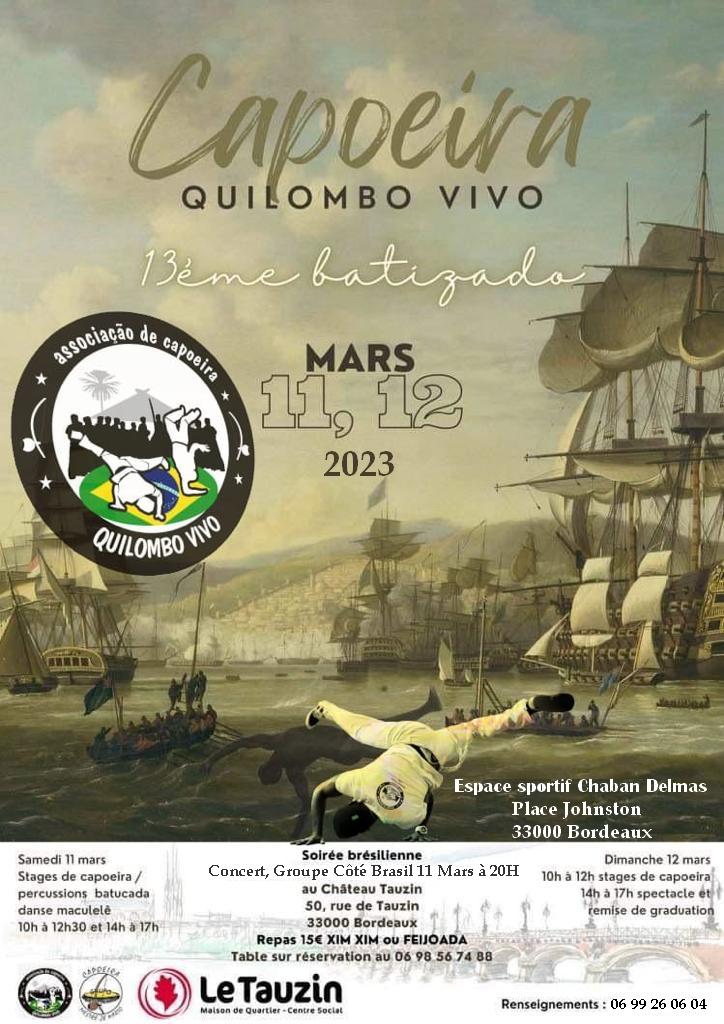 Capoeira
QUILOMBO VIVO
13éme batizado
associação de capoeira
QUILOMBO VIVO
MARS
11, 12
2023
Espace sportif Chaban Delmas
Place Johnston
33000 Bordeaux
Samedi 11 mars
Stages de capoeira /
percussions batucada
danse maculelê
10h à 12h30 et 14h à 17h
Soirée brésilienne
Concert, Groupe Côté Brasil 11 Mars à 20H
au Château Tauzin
50, rue de Tauzin
33000 Bordeaux
Repas 15€ XIM XIM ou FEIJOADA
Table sur réservation au 06 98 56 74 88
Dimanche 12 mars
10h à 12h stages de capoeira
14h à 17h spectacle et
remise de graduation
CAPOEIRA
Le Tauzin
Maison de Quartier - Centre Social
Renseignements : 06 99 26 06 04